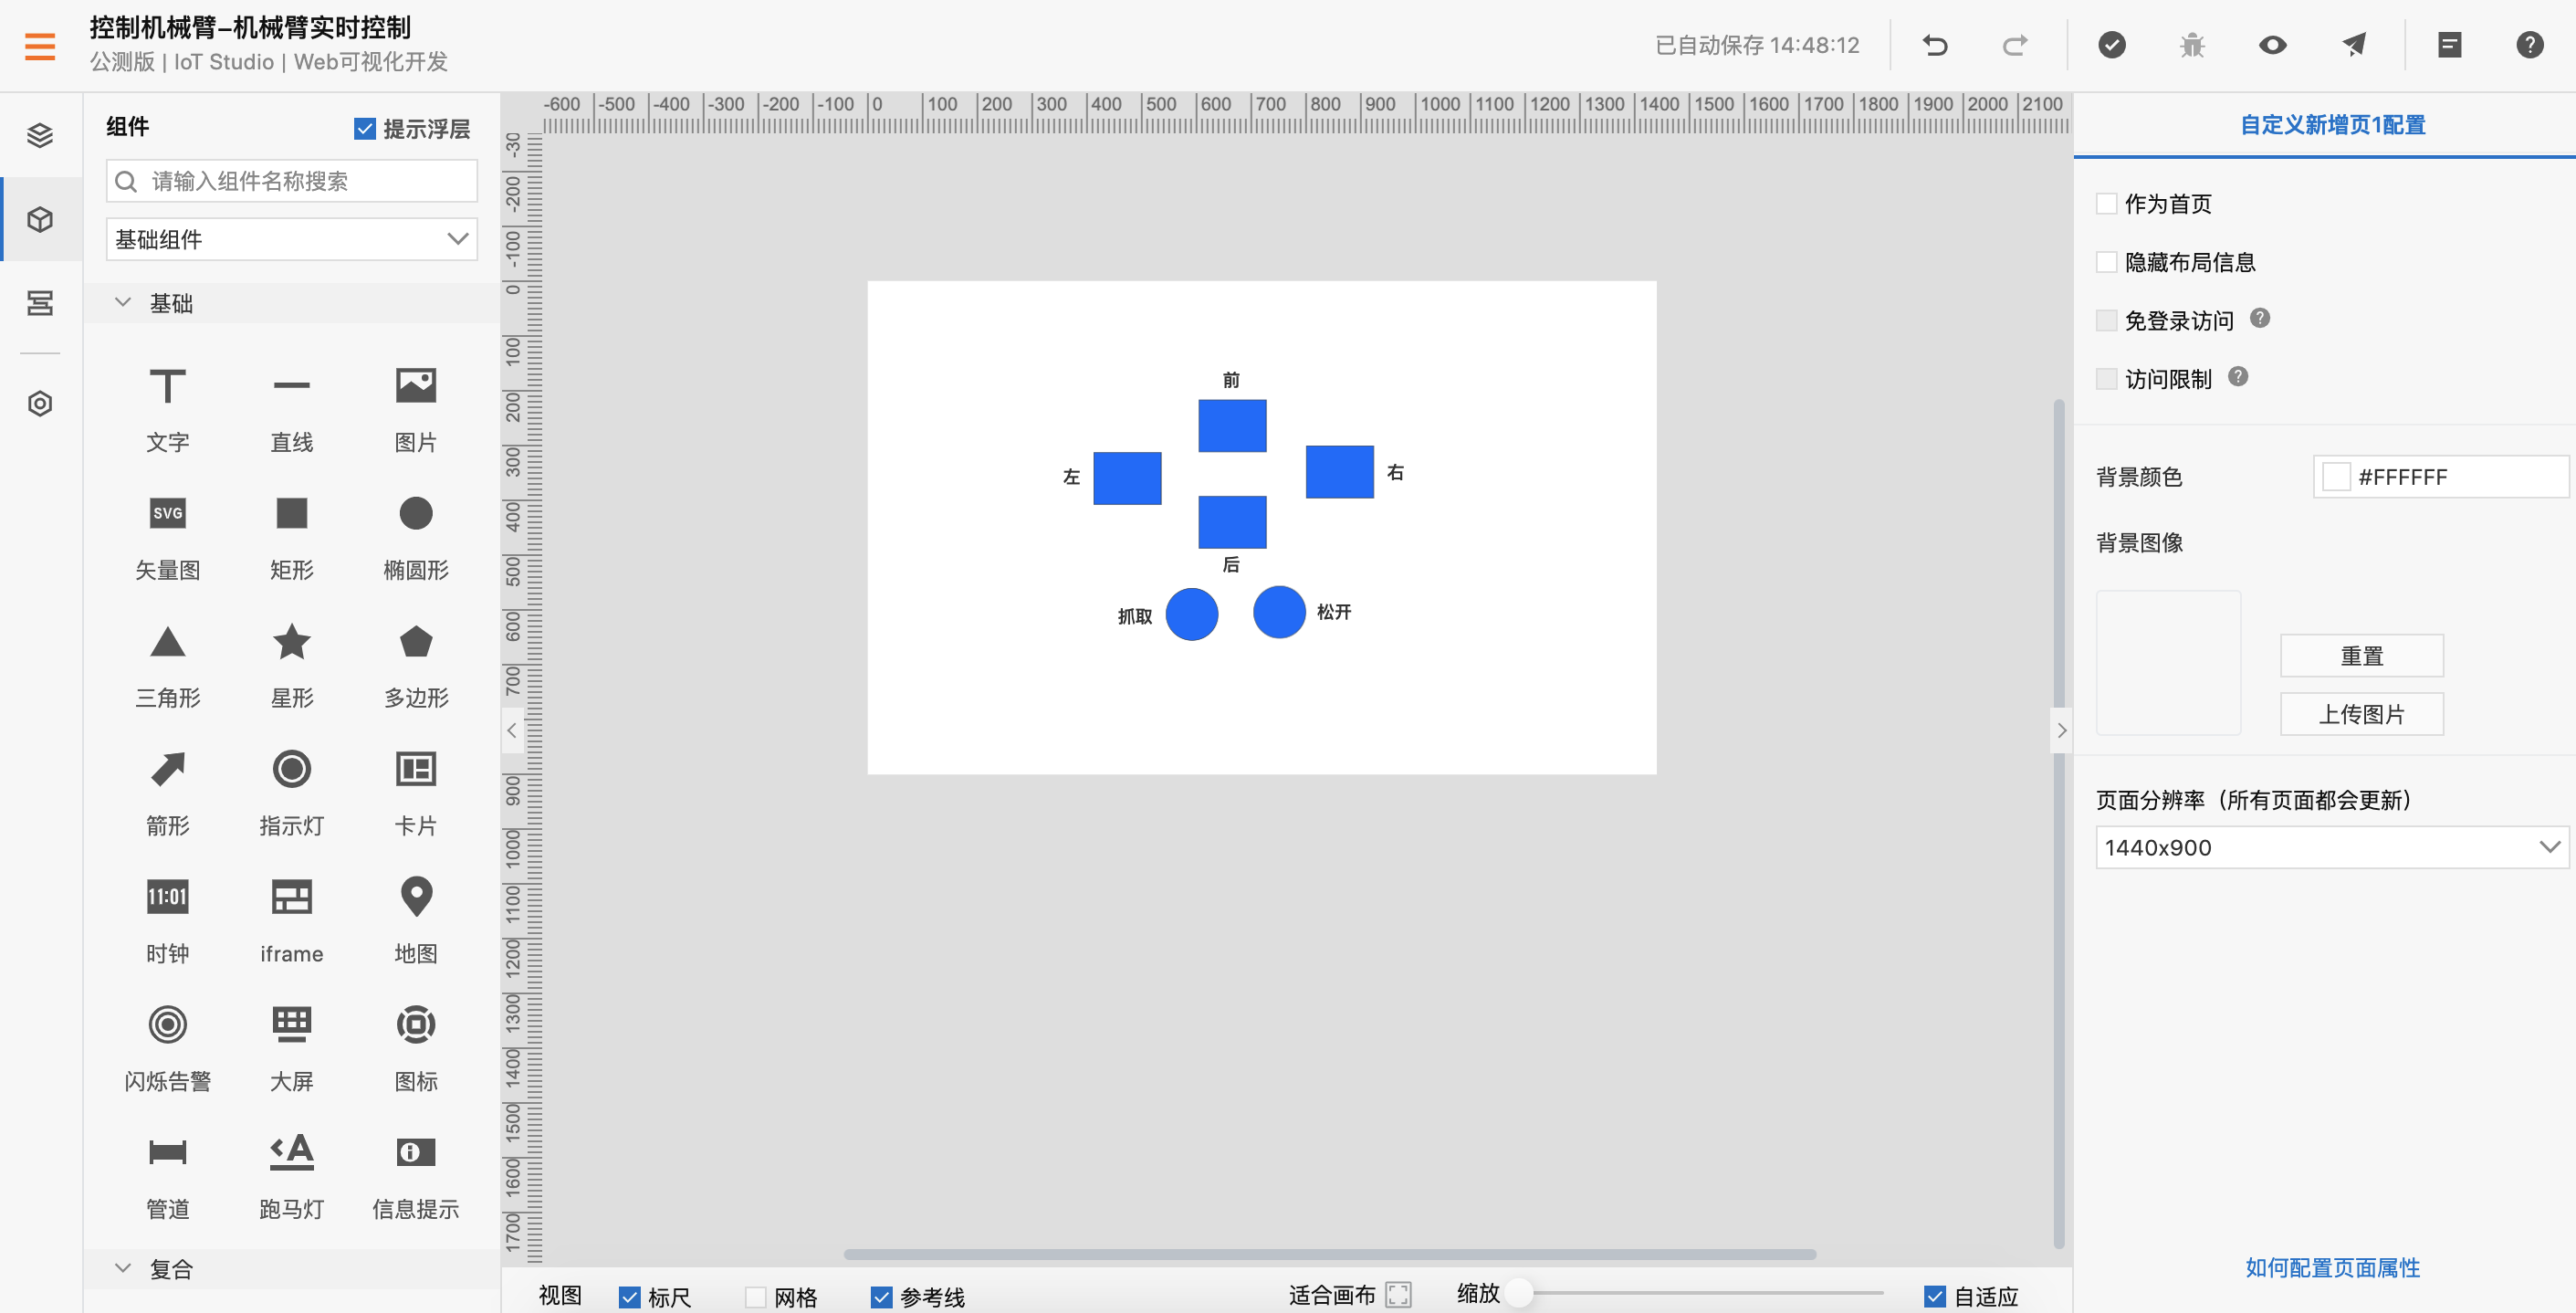 控制机械臂–机械臂实时控制
公测版 | IoT Studio | Web可视化开发
已自动保存 14:48:12
组件
提示浮层
请输入组件名称搜索
基础组件
基础
文字
直线
图片
SVG
矢量图
矩形
椭圆形
三角形
星形
多边形
箭形
指示灯
卡片
11:01
时钟
iframe
地图
闪烁告警
大屏
图标
管道
<A
跑马灯
信息提示
复合
-600 -500 -400 -300 -200 -100 0 100 200 300 400 500 600 700 800 900 1000 1100 1200 1300 1400 1500 1600 1700 1800 1900 2000 2100
-30
-200
-100
0
100
200
300
400
500
600
700
900
1000
1100
1200
1300
1400
1500
1600
1700
前
左
右
后
抓取
松开
视图
标尺
网格
参考线
适合画布
缩放
自适应
自定义新增页1配置
作为首页
隐藏布局信息
免登录访问 ?
访问限制 ?
背景颜色
#FFFFFF
背景图像
重置
上传图片
页面分辨率（所有页面都会更新）
1440x900
如何配置页面属性